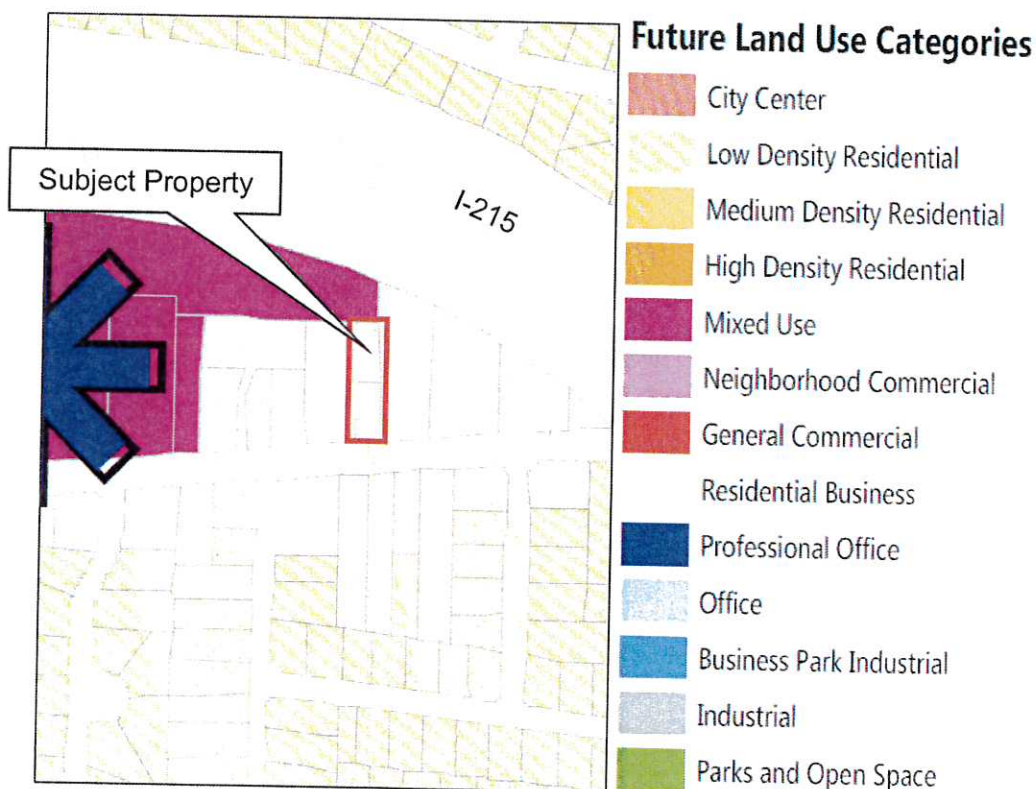 Future Land Use Categories
City Center
Low Density Residential
Medium Density Residential
High Density Residential
Mixed Use
Neighborhood Commercial
General Commercial
Residential Business
Professional Office
Office
Business Park Industrial
Industrial
Parks and Open Space
Subject Property
I-215